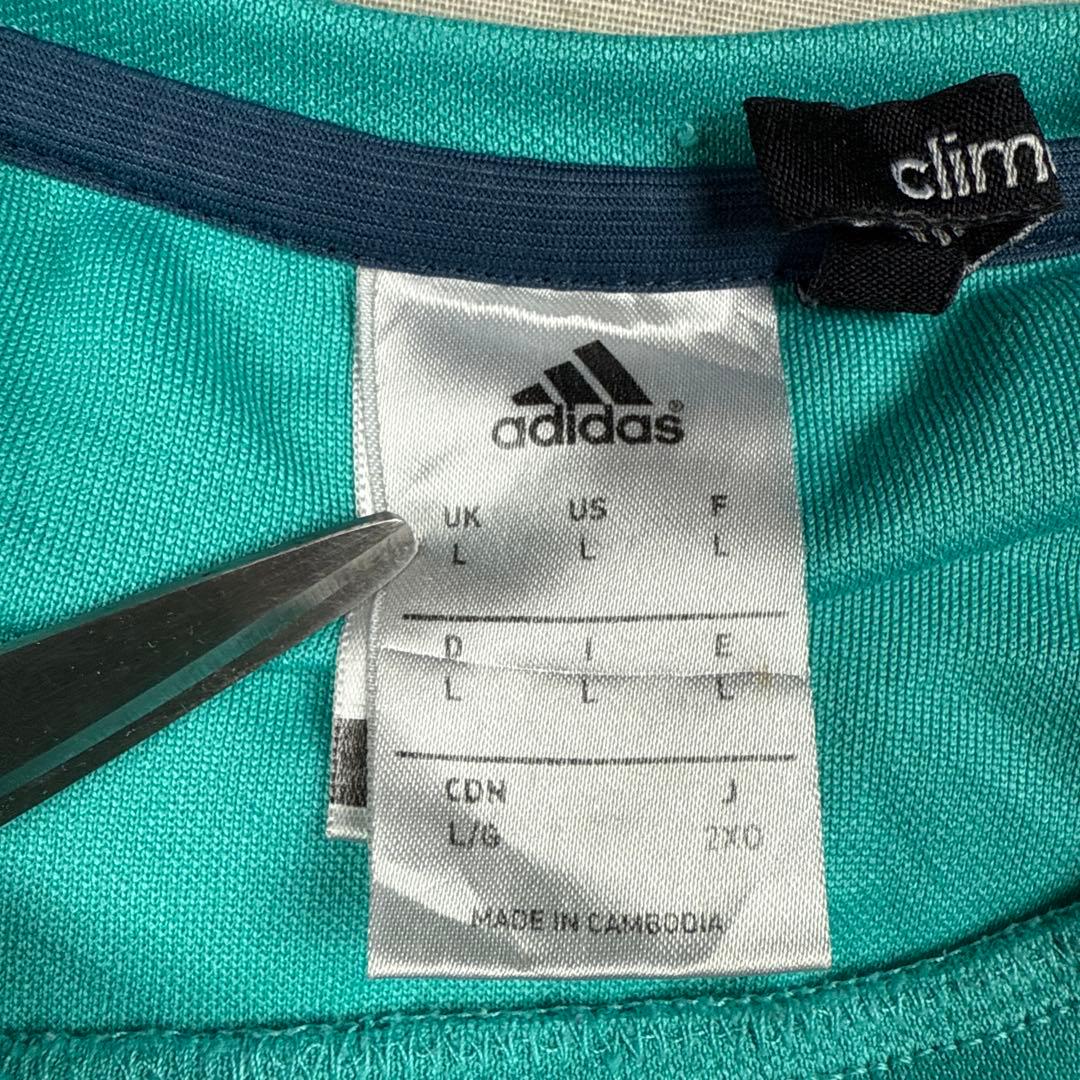 clim
adidas®
UK US F
L L L
D I E
L L L
CDN J
L/G 2XO
MADE IN CAMBODIA